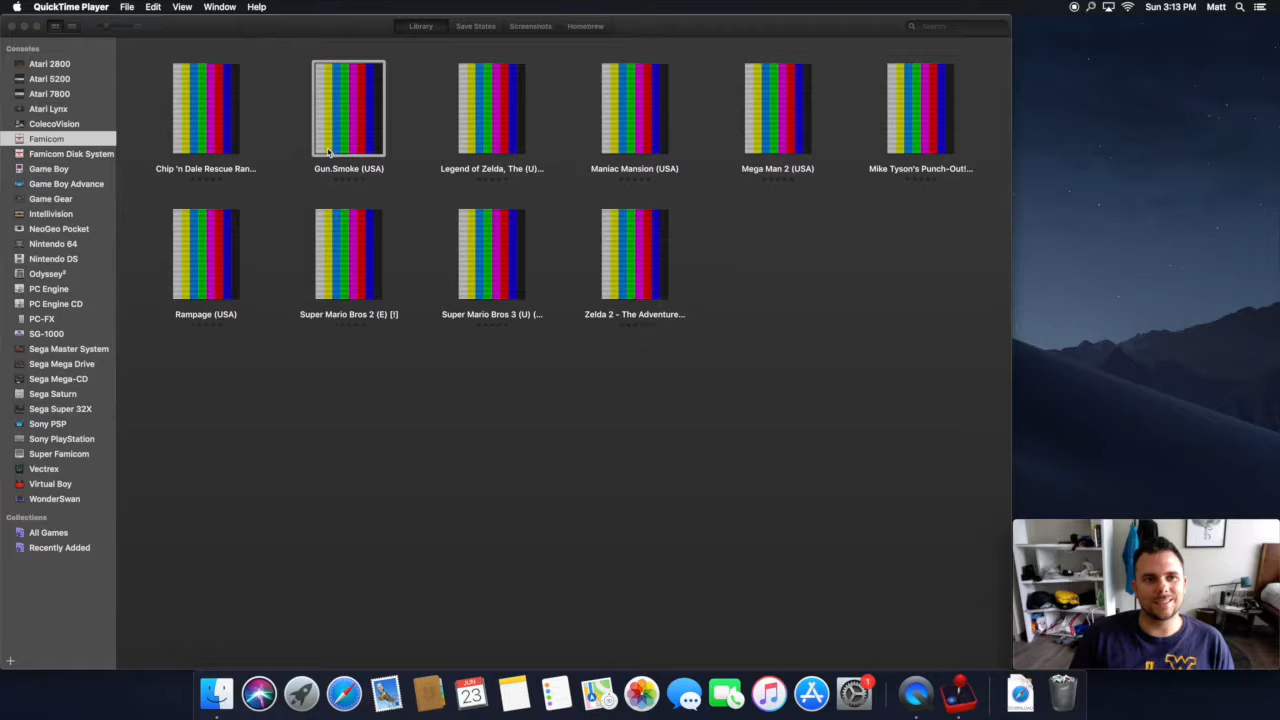 QuickTime Player File Edit View Window Help
Sun 3:13 PM Matt
Library Save States Screenshots Homebrew
Search
Consoles
Atari 2800
Atari 5200
Atari 7800
Atari Lynx
ColecoVision
Famicom
Famicom Disk System
Game Boy
Game Boy Advance
Game Gear
Intellivision
NeoGeo Pocket
Nintendo 64
Nintendo DS
Odyssey²
PC Engine
PC Engine CD
PC-FX
SG-1000
Sega Master System
Sega Mega Drive
Sega Mega-CD
Sega Saturn
Sega Super 32X
Sony PSP
Sony PlayStation
Super Famicom
Vectrex
Virtual Boy
WonderSwan
Collections
All Games
Recently Added
Chip 'n Dale Rescue Ran... Gun.Smoke (USA) Legend of Zelda, The (U)... Maniac Mansion (USA) Mega Man 2 (USA) Mike Tyson's Punch-Out!...
Rampage (USA) Super Mario Bros 2 (E) [!] Super Mario Bros 3 (U) (... Zelda 2 - The Adventure...
JUN
23
1